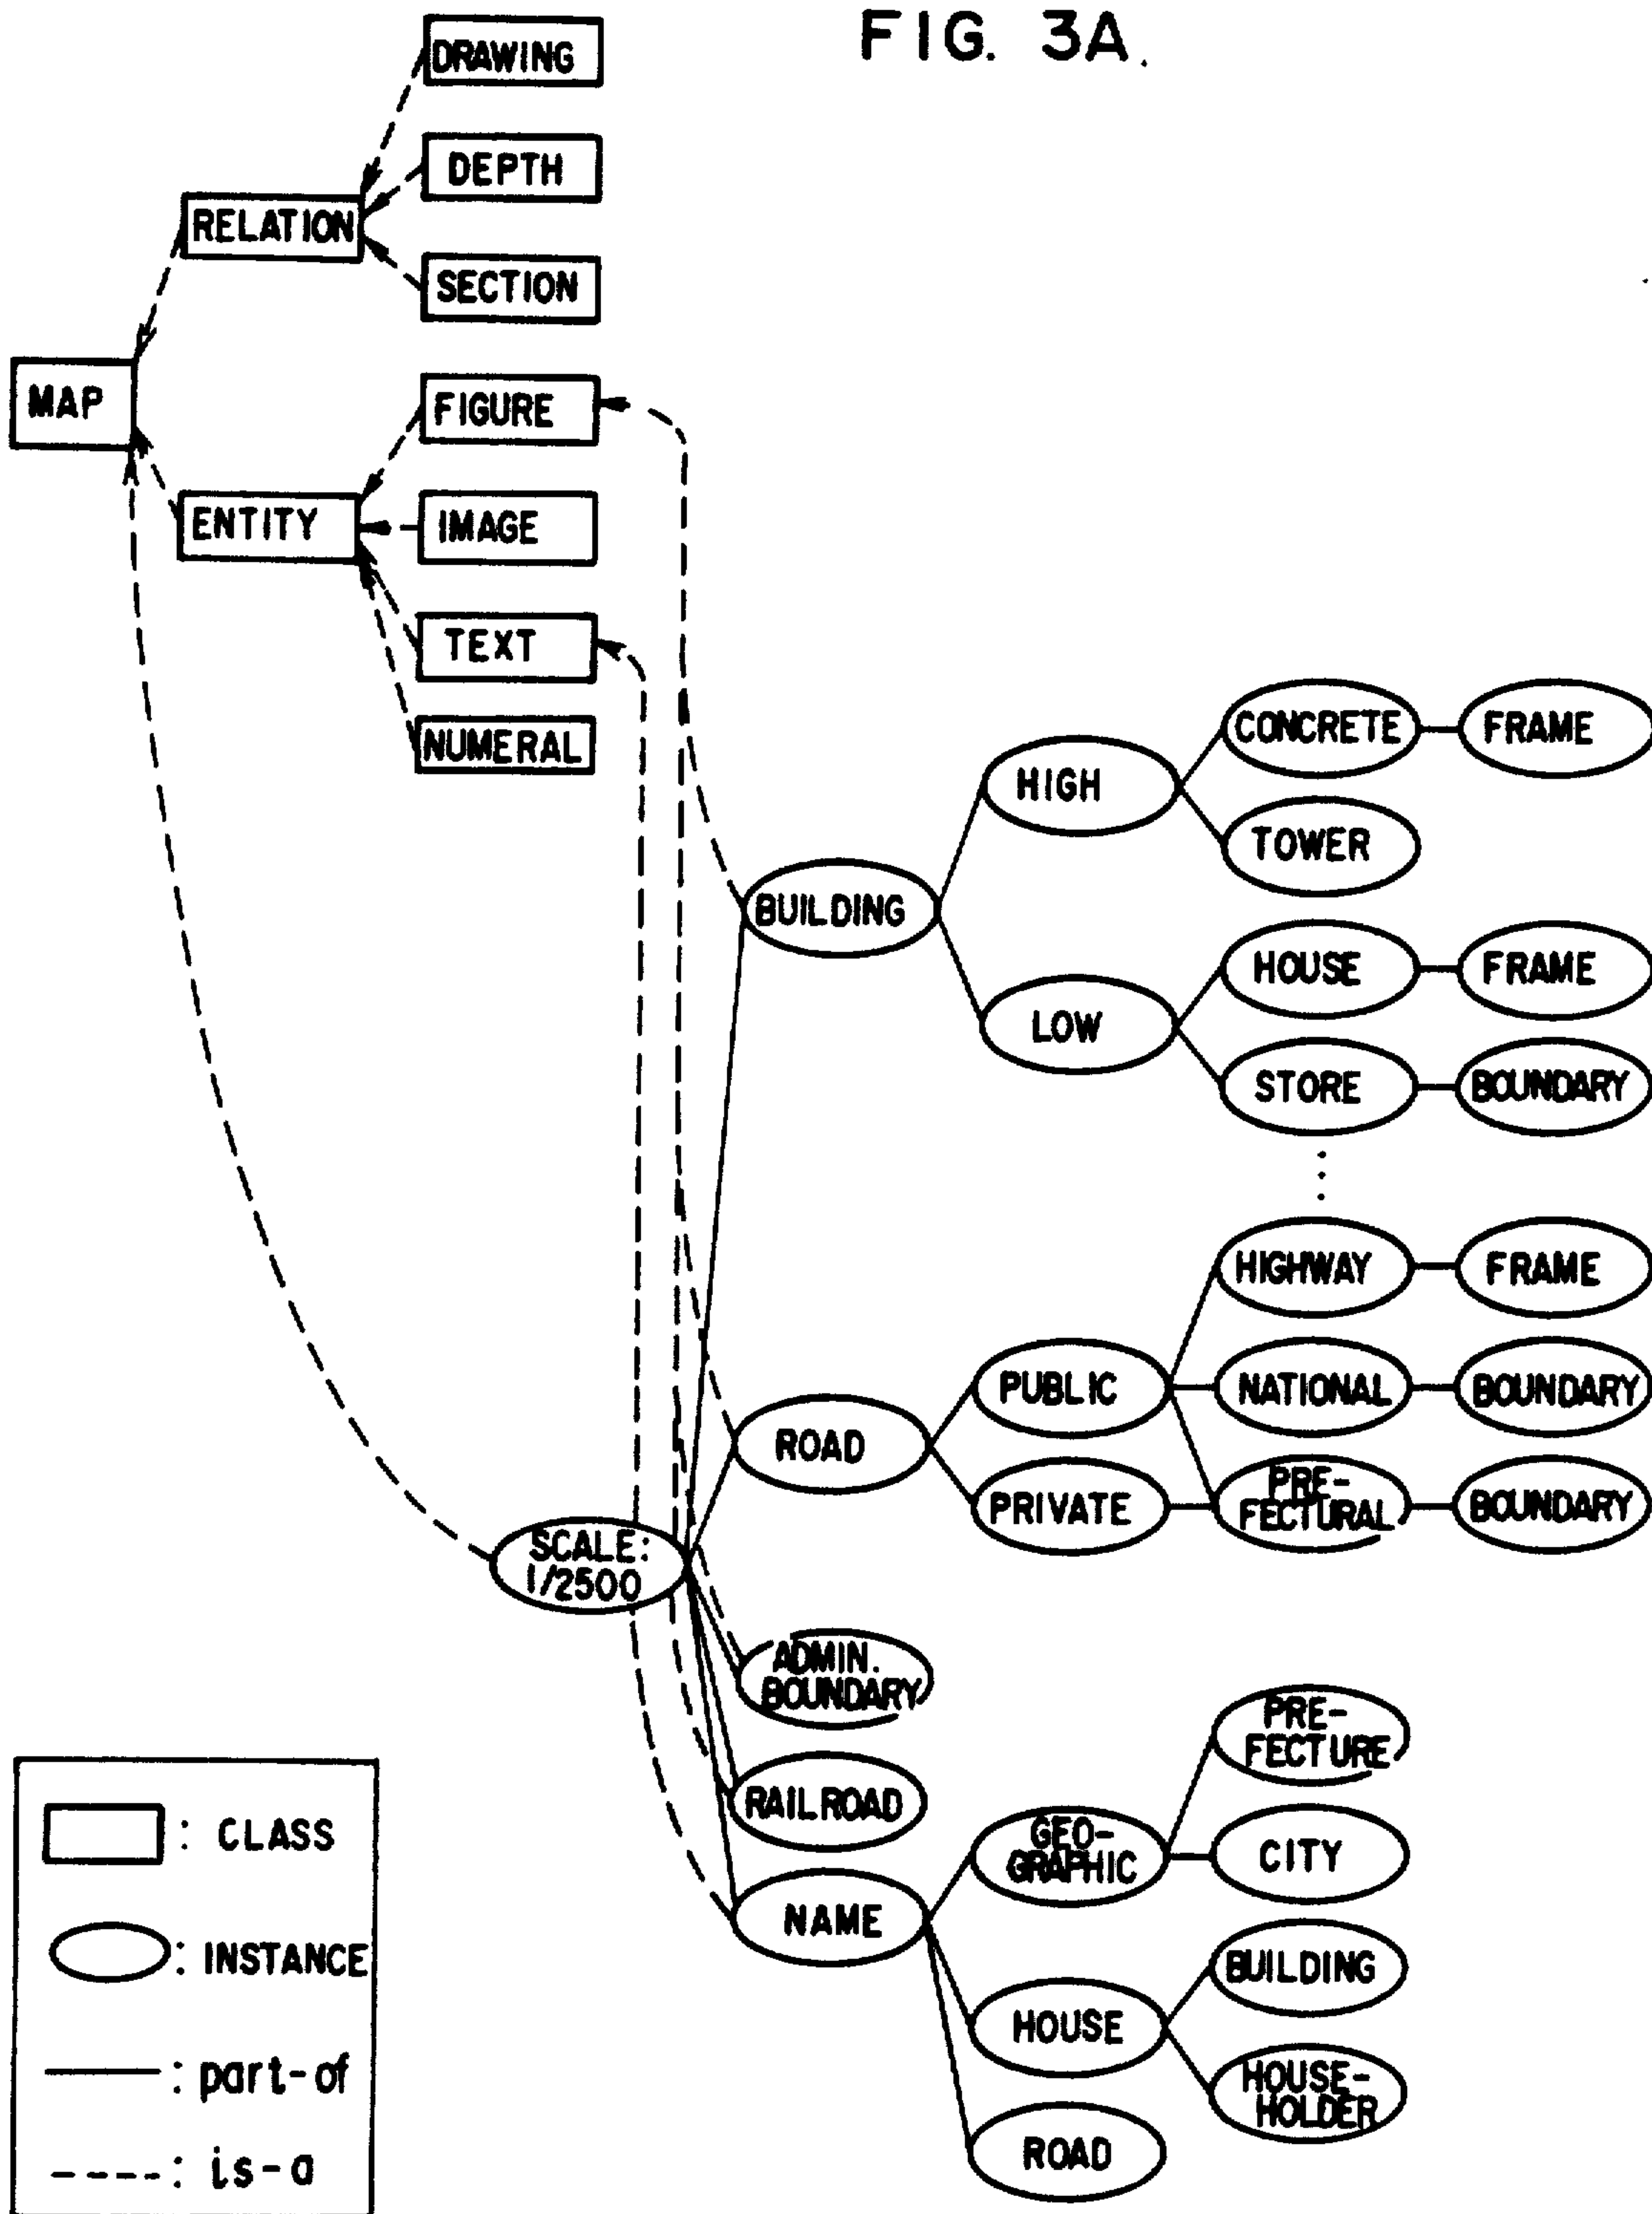 FIG. 3A.
DRAWING
DEPTH
RELATION
SECTION
MAP
FIGURE
ENTITY
IMAGE
TEXT
NUMERAL
CONCRETE
FRAME
HIGH
TOWER
BUILDING
HOUSE
FRAME
LOW
STORE
BOUNDARY
HIGHWAY
FRAME
PUBLIC
NATIONAL
BOUNDARY
ROAD
PRIVATE
PRE-
FECTURAL
BOUNDARY
SCALE:
1/2500
ADMIN.
BOUNDARY
PRE-
FECTURE
RAILROAD
GEO-
GRAPHIC
CITY
NAME
BUILDING
HOUSE
HOUSE-
HOLDER
ROAD
: CLASS
: INSTANCE
: part-of
: is-a